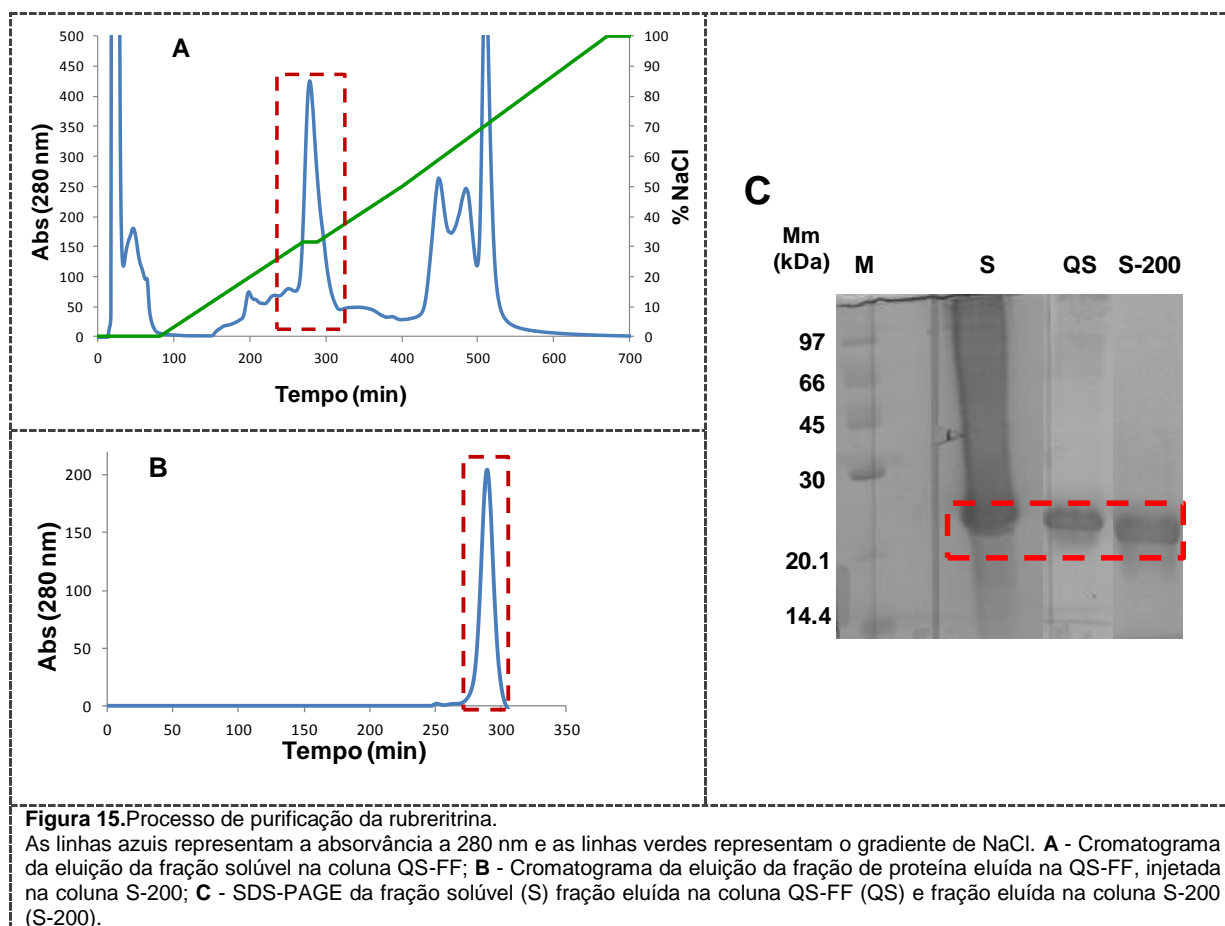 A
500
450
400
350
300
250
200
150
100
50
0
Abs (280 nm)
100
90
80
70
60
50
40
30
20
10
0
% NaCl
0 100 200 300 400 500 600 700
Tempo (min)
B
200
150
100
50
0
Abs (280 nm)
0 50 100 150 200 250 300 350
Tempo (min)
C
Mm
(kDa) M S QS S-200
97
66
45
30
20.1
14.4
Figura 15.Processo de purificação da rubreritrina.
As linhas azuis representam a absorvância a 280 nm e as linhas verdes representam o gradiente de NaCl. A - Cromatograma
da eluição da fração solúvel na coluna QS-FF; B - Cromatograma da eluição da fração de proteína eluída na QS-FF, injetada
na coluna S-200; C - SDS-PAGE da fração solúvel (S) fração eluída na coluna QS-FF (QS) e fração eluída na coluna S-200
(S-200).